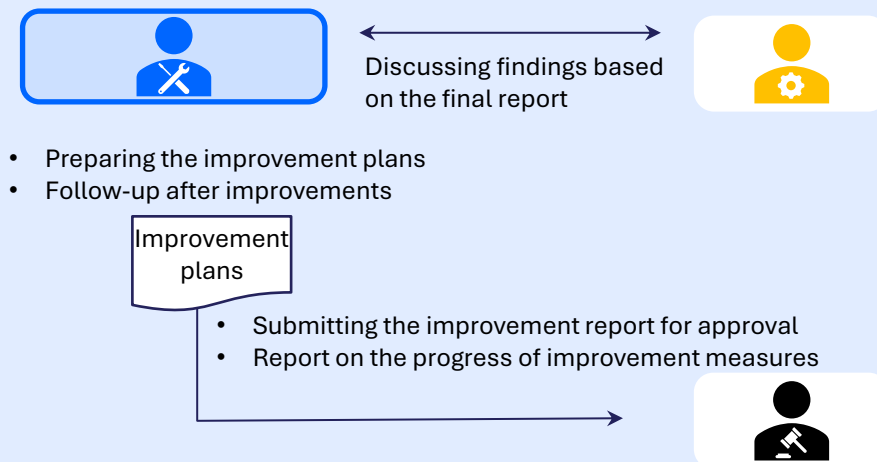 Discussing findings based
on the final report
• Preparing the improvement plans
• Follow-up after improvements
Improvement
plans
• Submitting the improvement report for approval
• Report on the progress of improvement measures